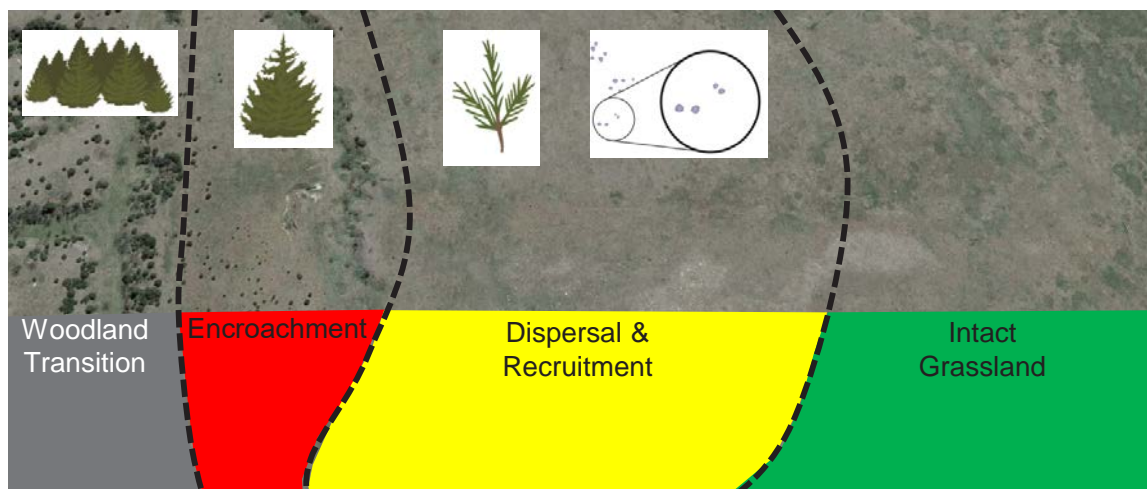 Woodland
Transition
Encroachment
Dispersal &
Recruitment
Intact
Grassland